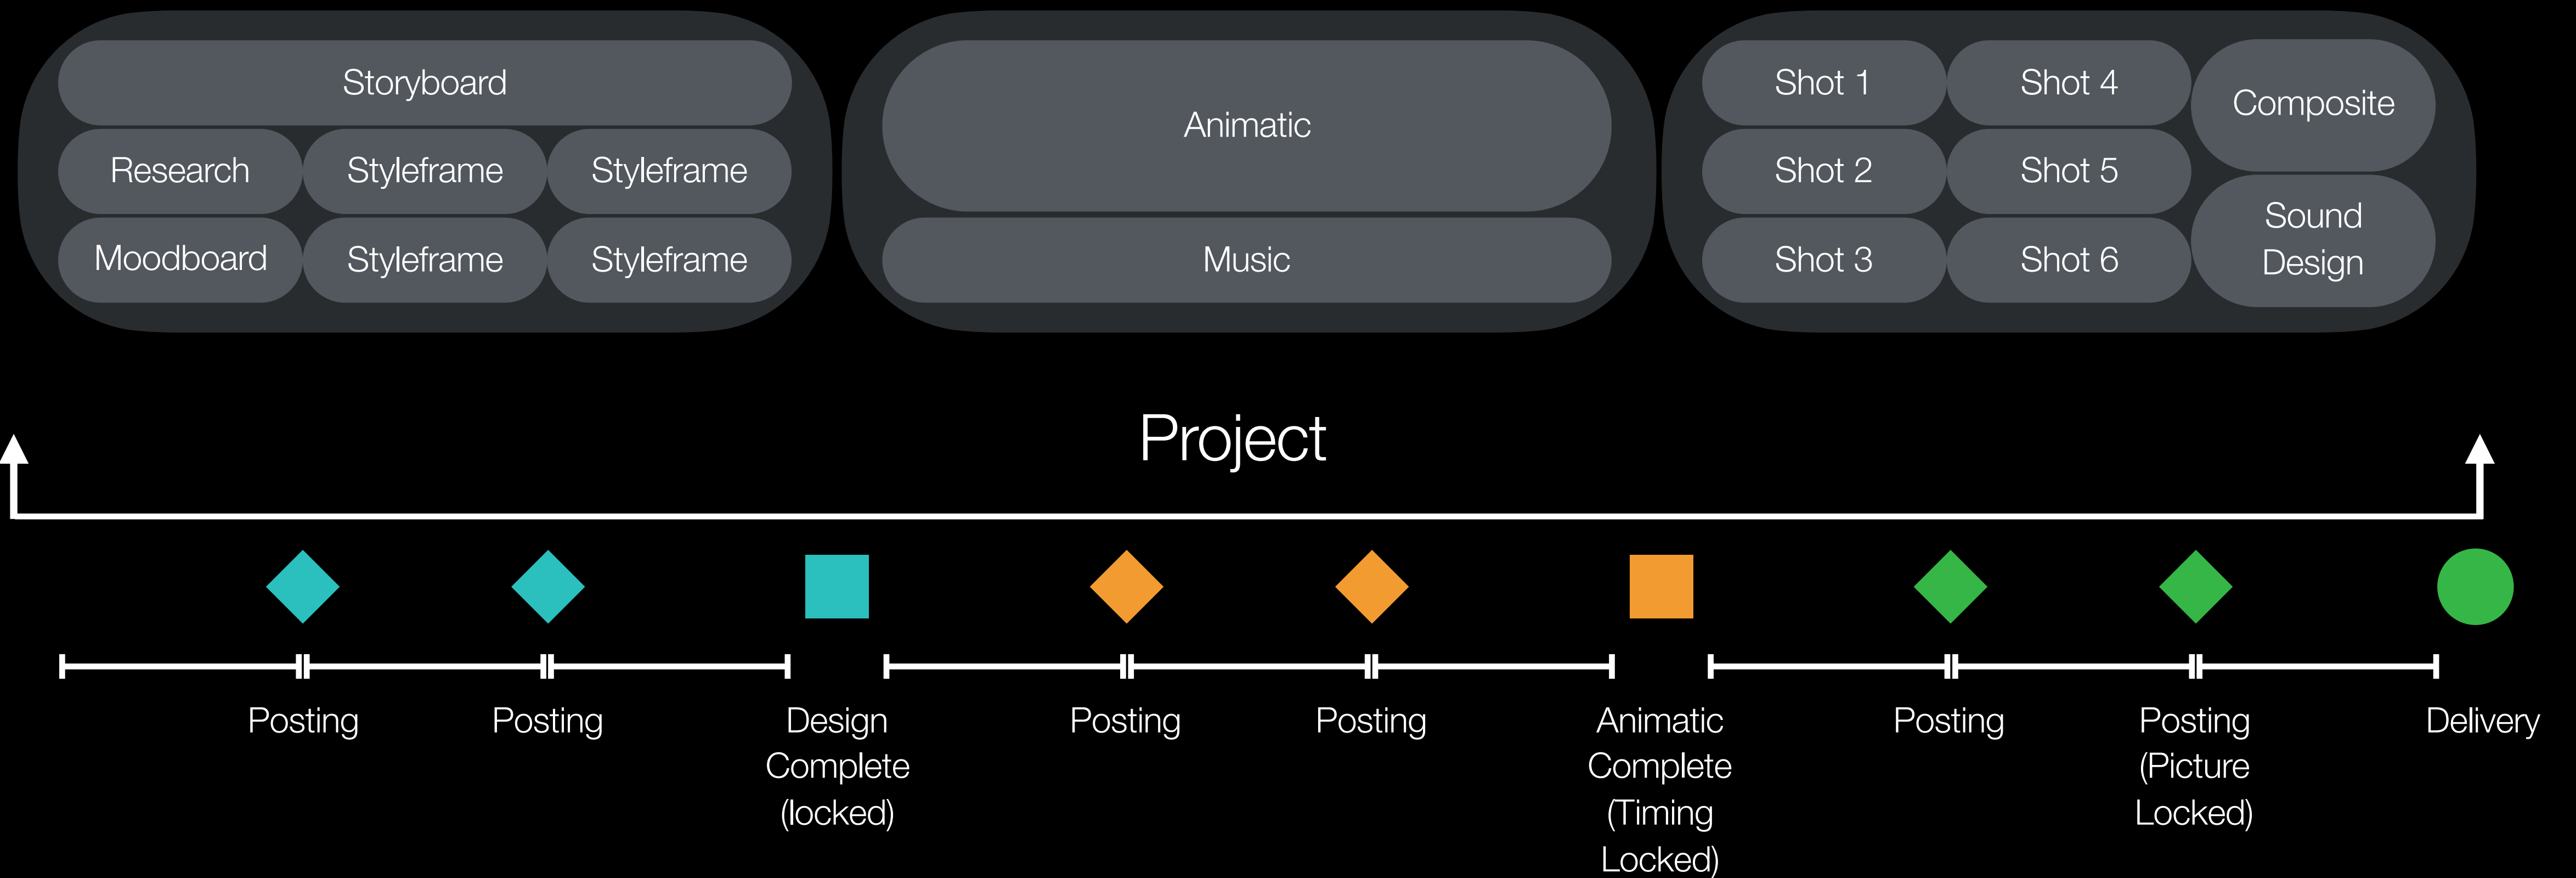 Storyboard
Research
Styleframe
Styleframe
Moodboard
Styleframe
Styleframe
Animatic
Music
Shot 1
Shot 4
Shot 2
Shot 5
Shot 3
Shot 6
Composite
Sound
Design
Project
Posting
Posting
Design
Complete
(locked)
Posting
Posting
Animatic
Complete
(Timing
Locked)
Posting
Posting
(Picture
Locked)
Delivery